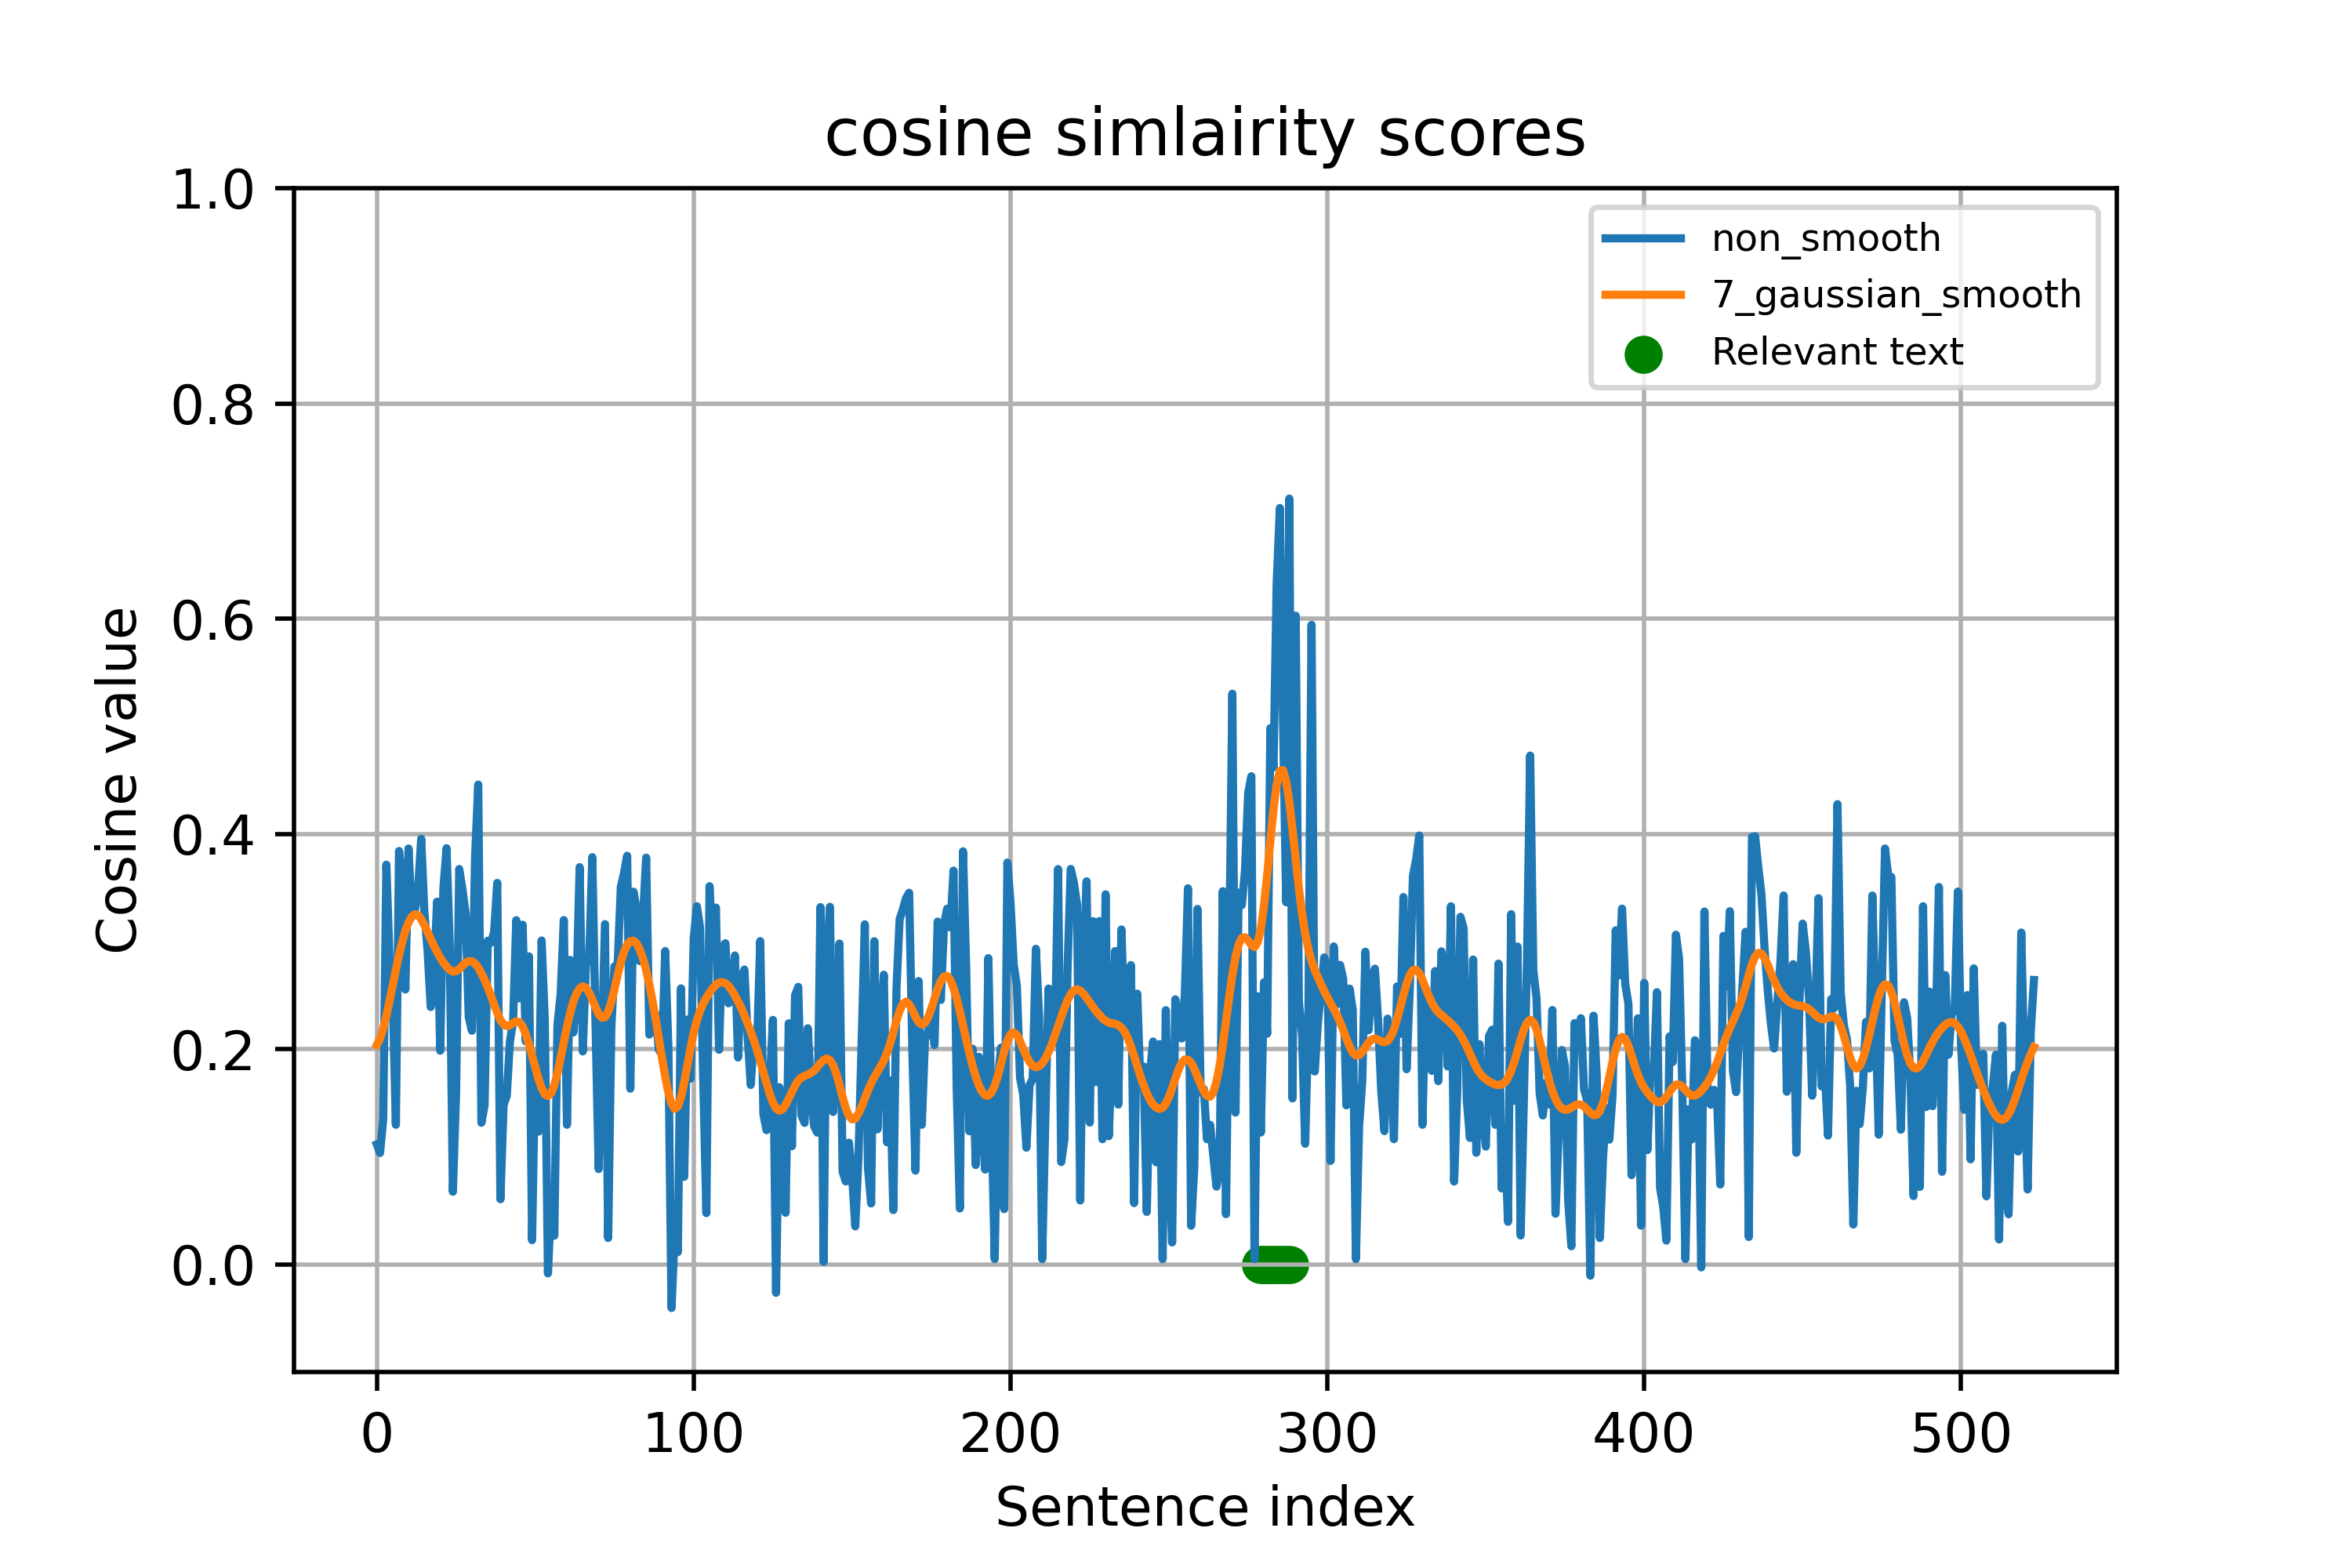 cosine simlairity scores
1.0
0.8
0.6
0.4
0.2
0.0
Cosine value
non_smooth
7_gaussian_smooth
Relevant text
0 100 200 300 400 500
Sentence index